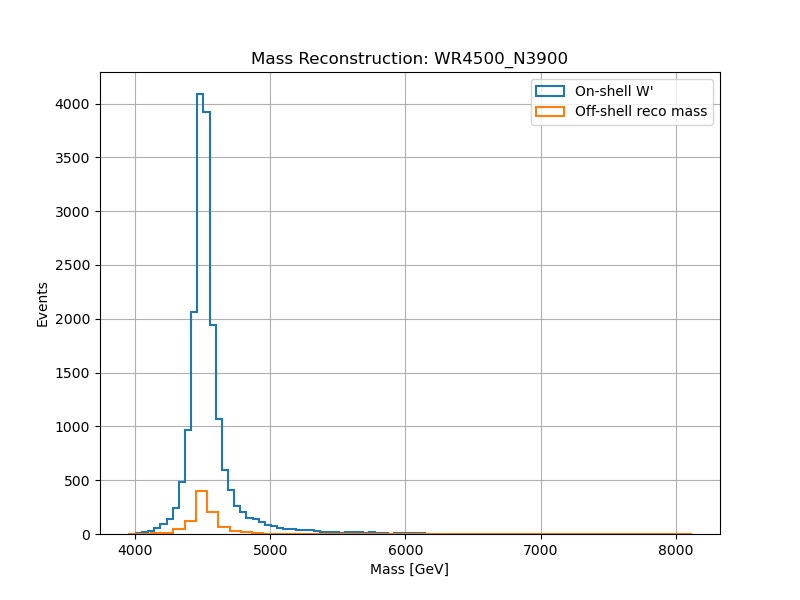 Mass Reconstruction: WR4500_N3900
On-shell W'
Off-shell reco mass
4000
3500
3000
2500
2000
1500
1000
500
0
Events
4000 5000 6000 7000 8000
Mass [GeV]